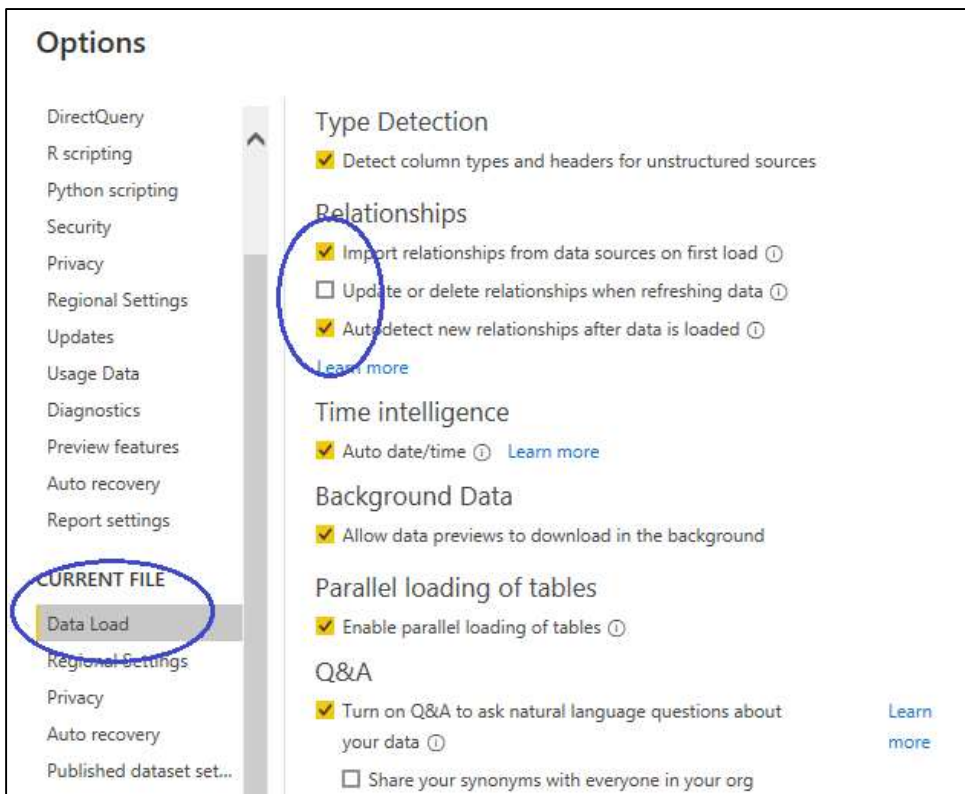 Options
DirectQuery
R scripting
Python scripting
Security
Privacy
Regional Settings
Updates
Usage Data
Diagnostics
Preview features
Auto recovery
Report settings
CURRENT FILE
Data Load
Regional Settings
Privacy
Auto recovery
Published dataset set...
Type Detection
Detect column types and headers for unstructured sources
Relationships
Import relationships from data sources on first load
Update or delete relationships when refreshing data
Autodetect new relationships after data is loaded
Learn more
Time intelligence
Auto date/time Learn more
Background Data
Allow data previews to download in the background
Parallel loading of tables
Enable parallel loading of tables
Q&A
Turn on Q&A to ask natural language questions about Learn
your data more
Share your synonyms with everyone in your org